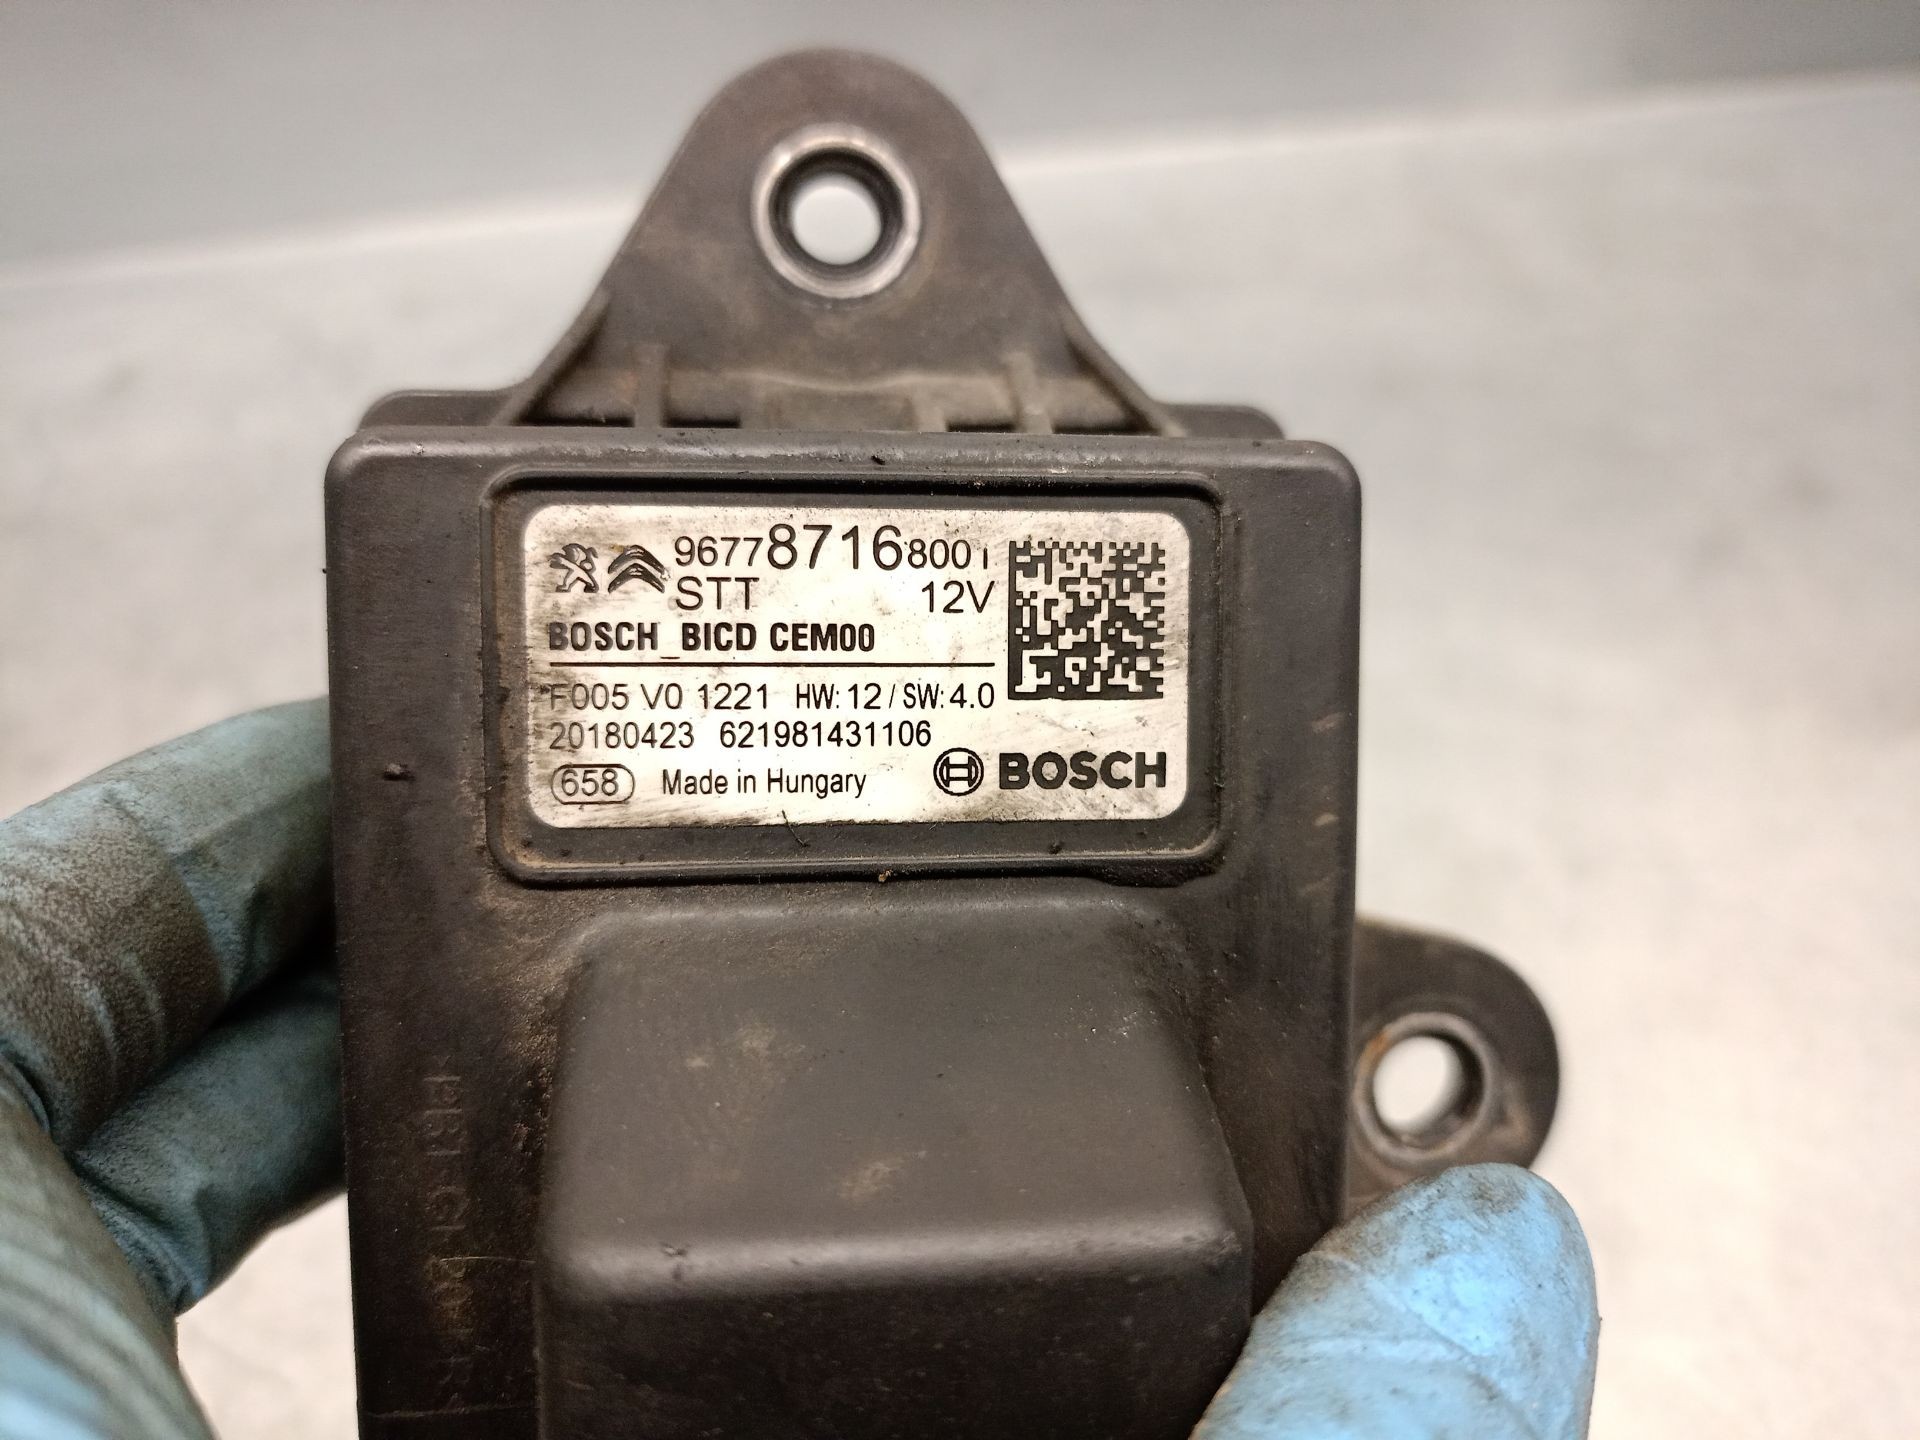 96778716800 1
STT 12V
BOSCH_BICD CEM00
F005 V0 1221 HW: 12 / SW: 4.0
20180423 621981431106
658 Made in Hungary BOSCH